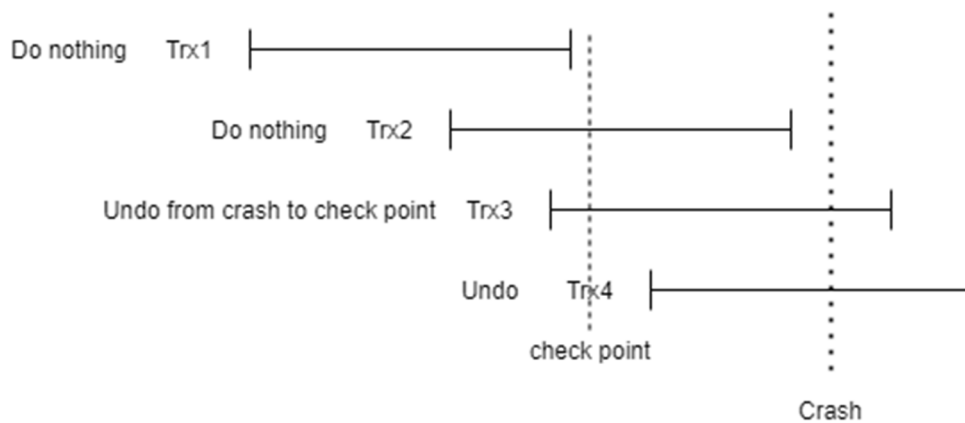 Do nothing Trx1
Do nothing Trx2
Undo from crash to check point Trx3
Undo Trx4
check point
Crash